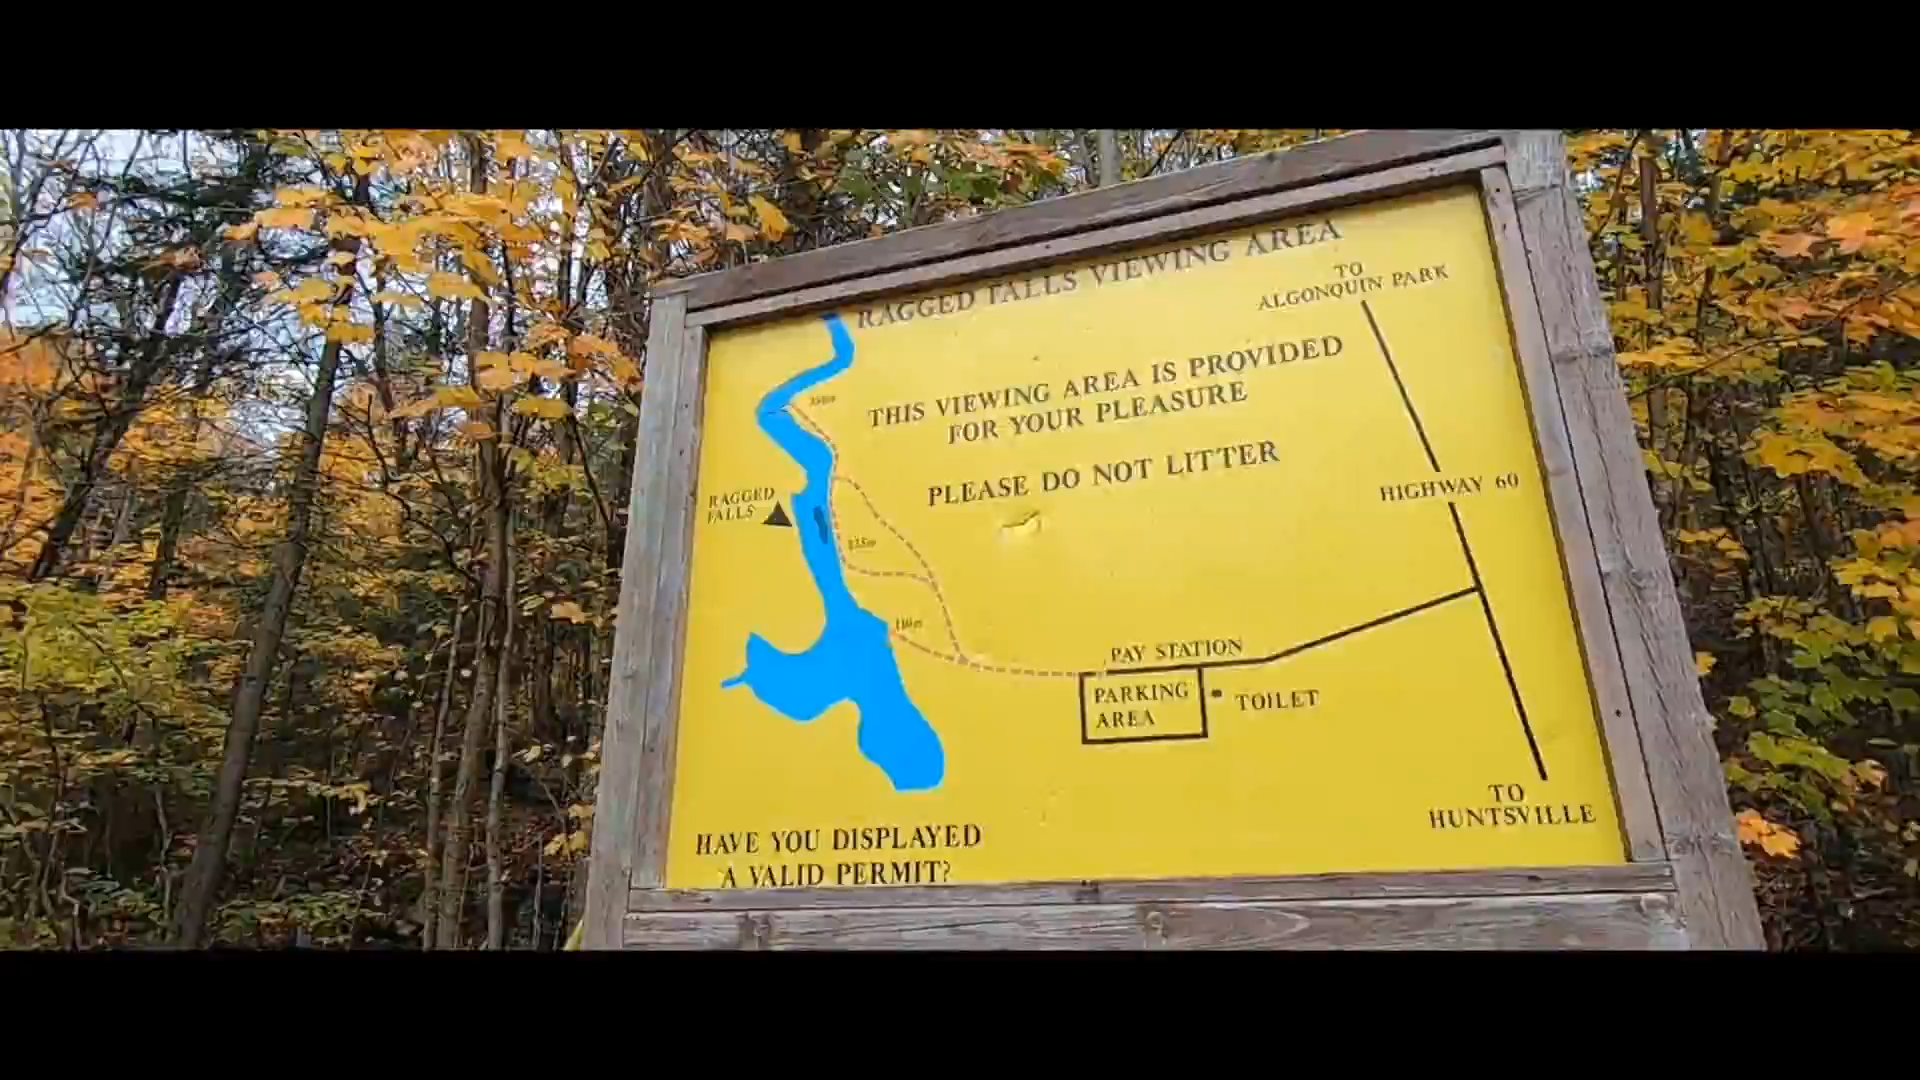 RAGGED FALLS VIEWING AREA
TO
ALGONQUIN PARK
THIS VIEWING AREA IS PROVIDED
FOR YOUR PLEASURE
PLEASE DO NOT LITTER
HIGHWAY 60
RAGGED
FALLS
110m
PAY STATION
PARKING
AREA
TOILET
TO
HUNTSVILLE
HAVE YOU DISPLAYED
A VALID PERMIT?